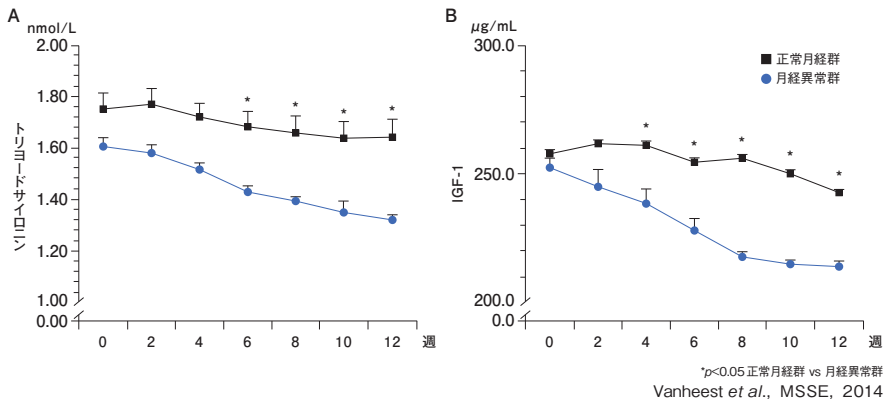 A
nmol/L
2.00
1.80
1.60
1.40
1.20
1.00
0.00
トリヨードサイロニン
* * * *
0 2 4 6 8 10 12 週
B
μg/mL
300.0
250.0
200.0
0.0
IGF-1
正常月経群
月経異常群
* * * * *
0 2 4 6 8 10 12 週
*p<0.05 正常月経群 vs 月経異常群
Vanheest et al., MSSE, 2014